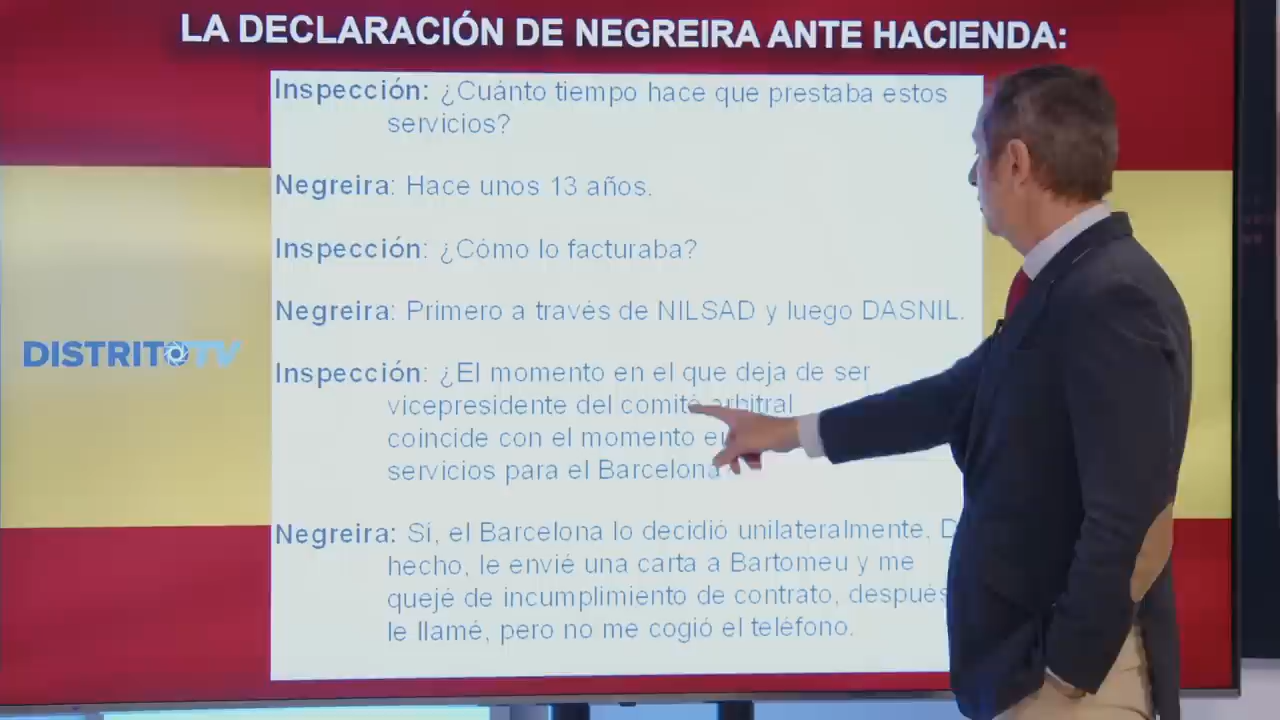 LA DECLARACIÓN DE NEGREIRA ANTE HACIENDA:
Inspección: ¿Cuánto tiempo hace que prestaba estos
servicios?
Negreira: Hace unos 13 años.
Inspección: ¿Cómo lo facturaba?
Negreira: Primero a través de NILSAD y luego DASNIL.
DISTRITOTV
Inspección: ¿El momento en el que deja de ser
vicepresidente del comité arbitral
coincide con el momento
servicios para el Barcelona
Negreira: Sí, el Barcelona lo decidió unilateralmente.
hecho, le envié una carta a Bartomeu y me
quejé de incumplimiento de contrato, después
le llamé, pero no me cogió el teléfono.